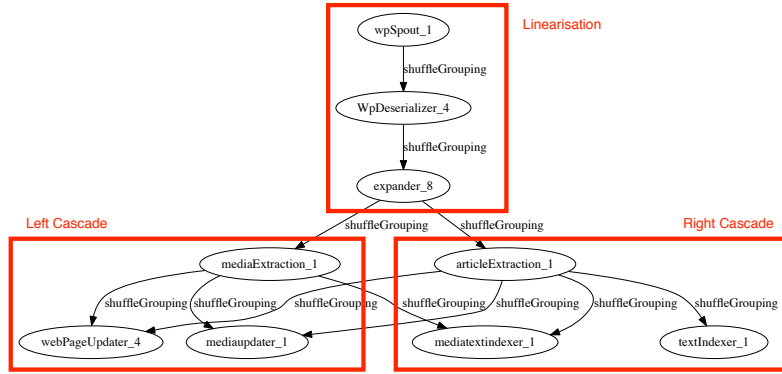 wpSpout_1
Linearisation
shuffleGrouping
WpDeserializer_4
shuffleGrouping
expander_8
Left Cascade
shuffleGrouping
shuffleGrouping
Right Cascade
mediaExtraction_1
articleExtraction_1
shuffleGrouping
shuffleGrouping
shuffleGrouping
shuffleGrouping
shuffleGrouping
shuffleGrouping
webPageUpdater_4
mediaupdater_1
mediatextindexer_1
textIndexer_1